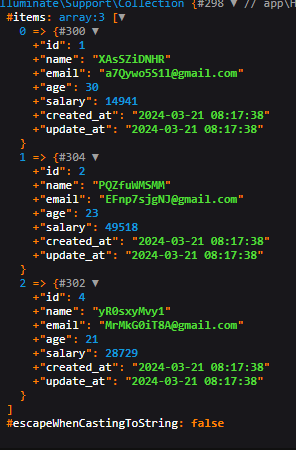 Illuminate\Support\Collection {#298 ▼ // app\H
#items: array:3 [▼
0 => {#300 ▼
+"id": 1
+"name": "XAsSZiDNHR"
+"email": "a7Qywo5S1l@gmail.com"
+"age": 30
+"salary": 14941
+"created_at": "2024-03-21 08:17:38"
+"update_at": "2024-03-21 08:17:38"
}
1 => {#304 ▼
+"id": 2
+"name": "PQZfuWMSMM"
+"email": "EFnp7sjgNJ@gmail.com"
+"age": 23
+"salary": 49518
+"created_at": "2024-03-21 08:17:38"
+"update_at": "2024-03-21 08:17:38"
}
2 => {#302 ▼
+"id": 4
+"name": "yR0sxyMvy1"
+"email": "MrMkG0iT8A@gmail.com"
+"age": 21
+"salary": 28729
+"created_at": "2024-03-21 08:17:38"
+"update_at": "2024-03-21 08:17:38"
}
]
#escapeWhenCastingToString: false